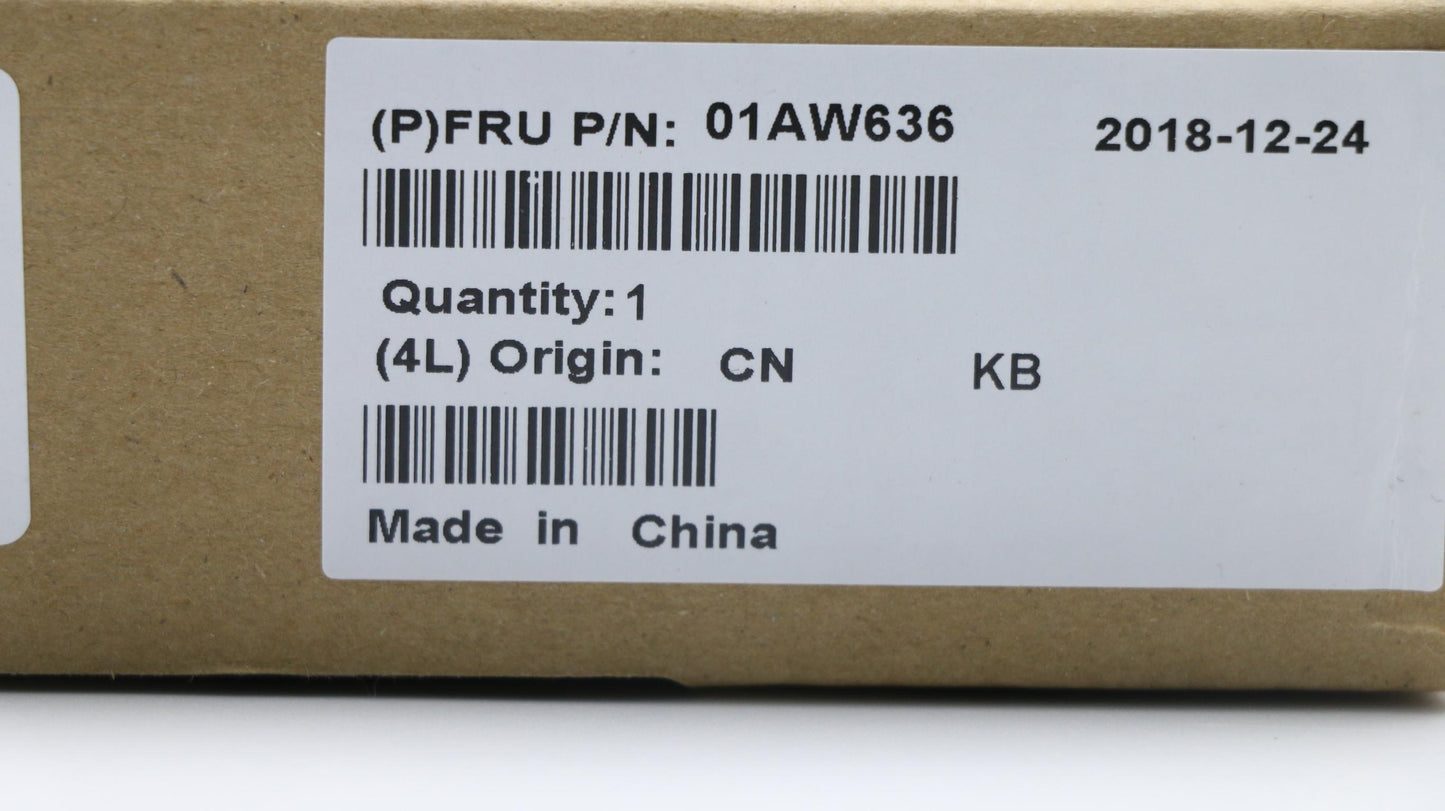 (P)FRU P/N: 01AW636 2018-12-24
Quantity: 1
(4L) Origin: CN KB
Made in China